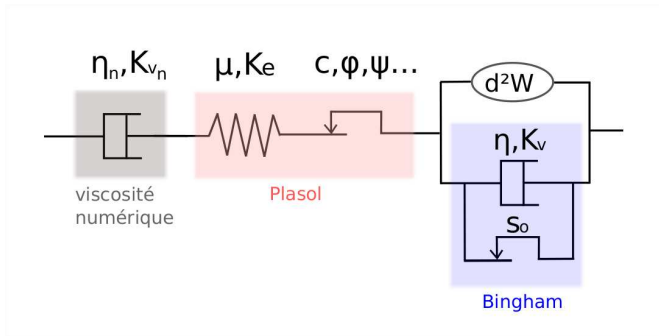 ηn,Kvn
μ,Ke
c,φ,ψ...
d²W
η,Kv
s₀
viscosité
numérique
Plasol
Bingham